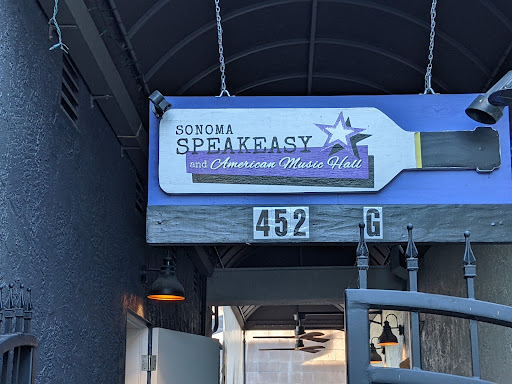 SONOMA
SPEAKEASY
and American Music Hall
452 G